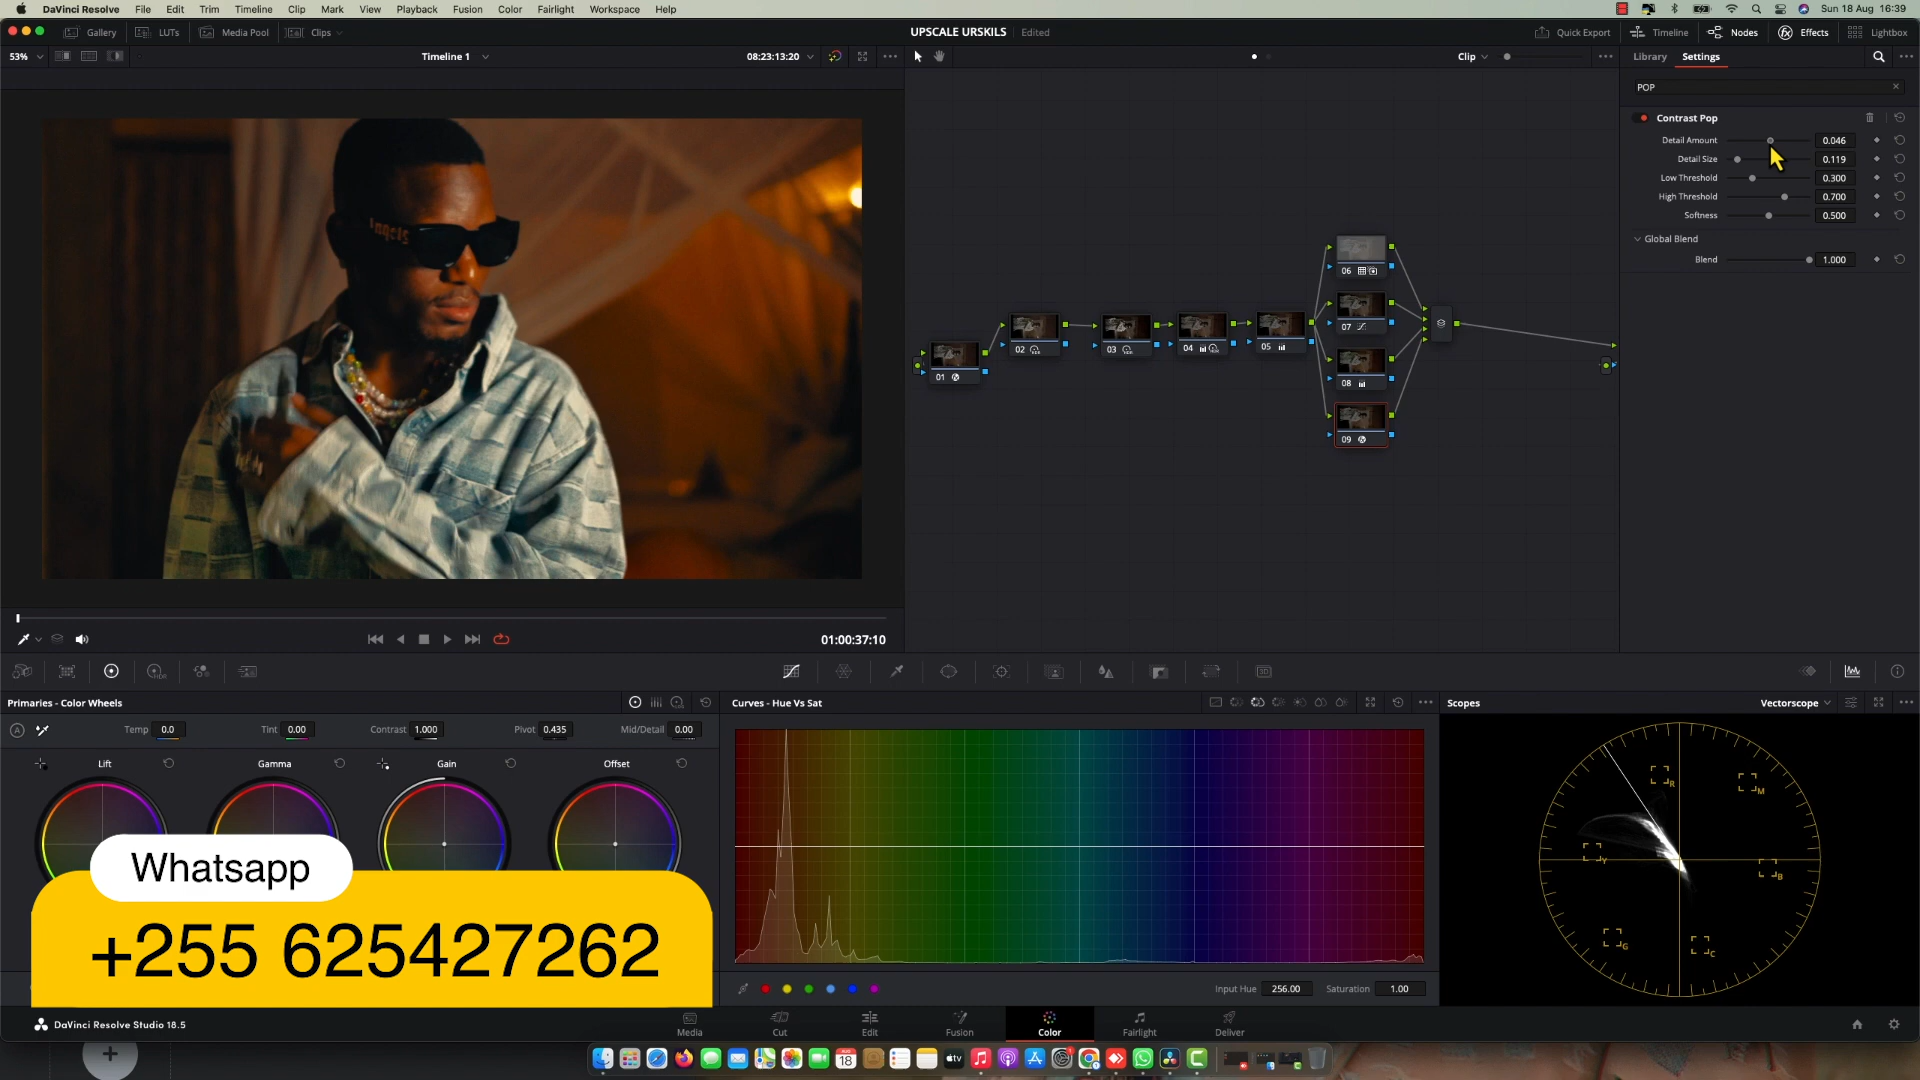 DaVinci Resolve File Edit Trim Timeline Clip Mark View Playback Fusion Color Fairlight Workspace Help Sun 18 Aug 16:39
Gallery LUTs Media Pool Clips UPSCALE URSKILS Edited Quick Export Timeline Nodes Effects Lightbox
53% Timeline 1 08:23:13:20 Clip Library Settings
POP
Contrast Pop
Detail Amount 0.046
Detail Size 0.119
Low Threshold 0.300
High Threshold 0.700
Softness 0.500
Global Blend
Blend 1.000
06
07
02 03 04 05
01
08
09
01:00:37:10
Primaries - Color Wheels Curves - Hue Vs Sat Scopes Vectorscope
Temp 0.0 Tint 0.00 Contrast 1.000 Pivot 0.435 Mid/Detail 0.00
Lift Gamma Gain Offset
R M
Y B
G C
Whatsapp
+255 625427262
Input Hue 256.00 Saturation 1.00
DaVinci Resolve Studio 18.5
Media Cut Edit Fusion Color Fairlight Deliver
18
tv